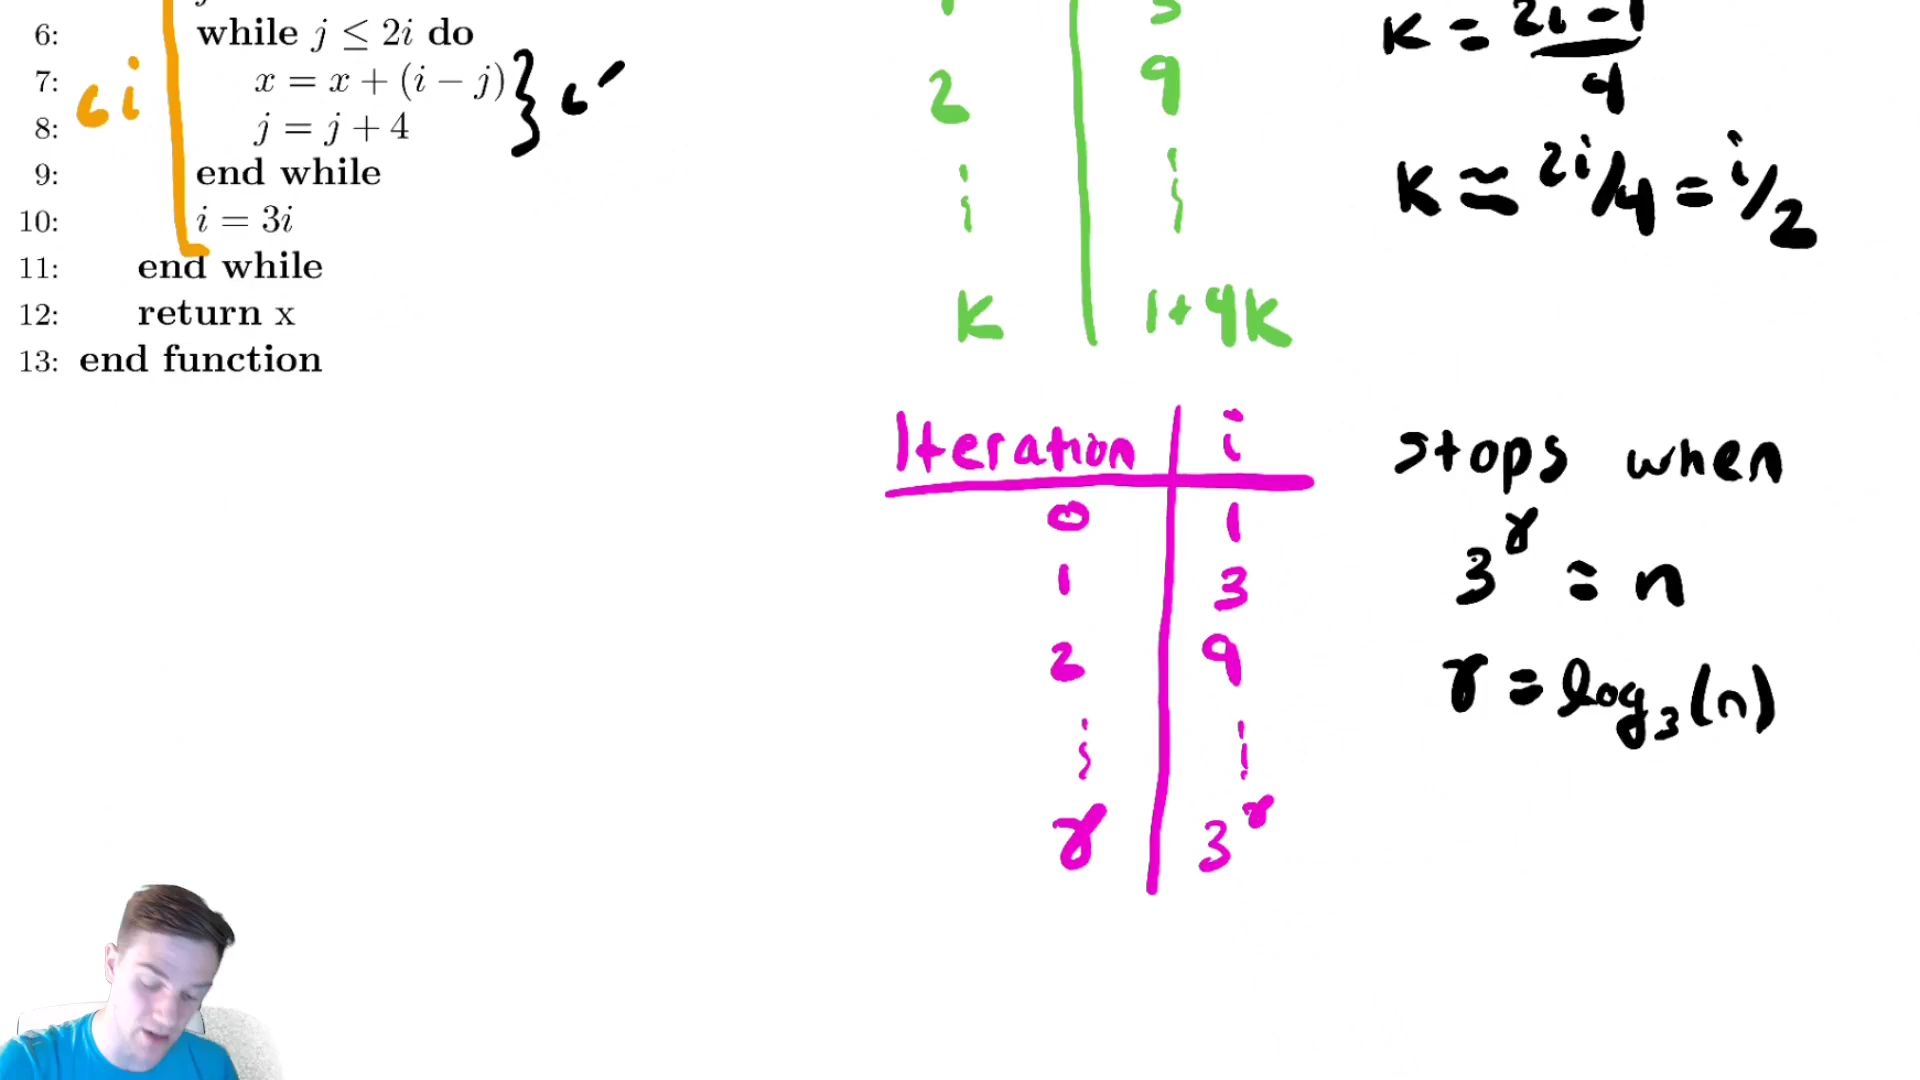 6: while j ≤ 2i do
7: x = x + (i − j)
8: j = j + 4
9: end while
10: i = 3i
11: end while
12: return x
13: end function
ci
c'
2 9
⋮ ⋮
K 1+4K
K = 2i-1/4
K ≈ 2i/4 = i/2
Iteration i
0 1
1 3
2 9
⋮ ⋮
r 3^r
stops when
3^r = n
r = log₃(n)